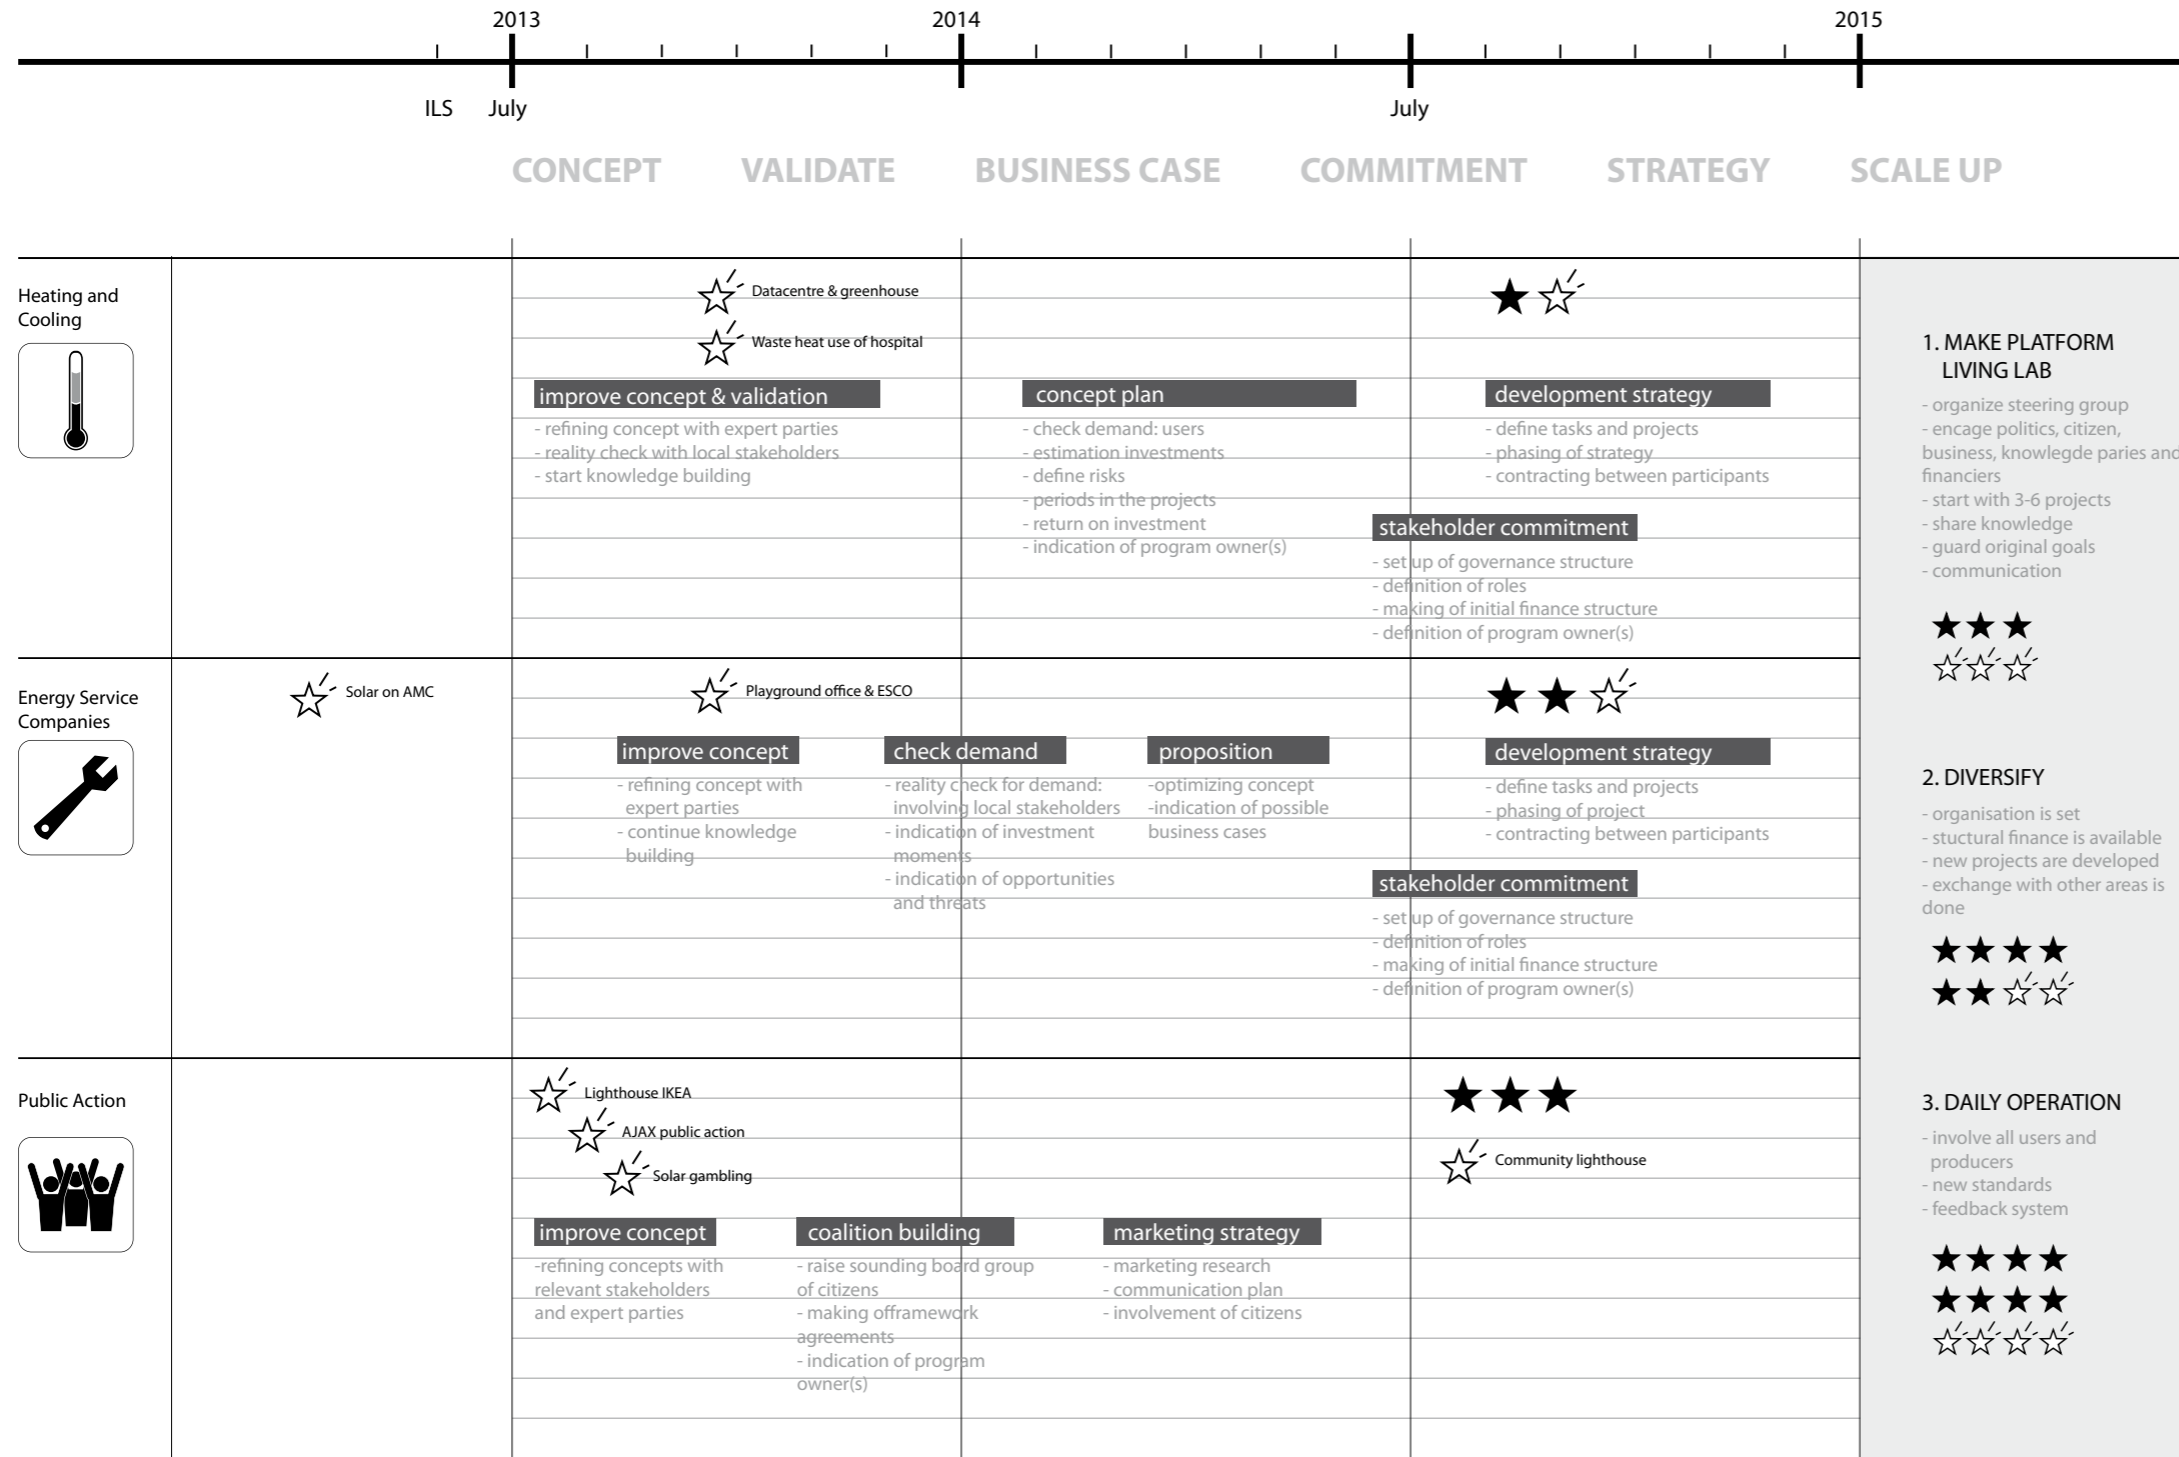 2013
2014
2015
ILS
July
July
CONCEPT
VALIDATE
BUSINESS CASE
COMMITMENT
STRATEGY
SCALE UP
Heating and
Cooling
Datacentre & greenhouse
Waste heat use of hospital
improve concept & validation
- refining concept with expert parties
- reality check with local stakeholders
- start knowledge building
concept plan
- check demand: users
- estimation investments
- define risks
- periods in the projects
- return on investment
- indication of program owner(s)
development strategy
- define tasks and projects
- phasing of strategy
- contracting between participants
stakeholder commitment
- set up of governance structure
- definition of roles
- making of initial finance structure
- definition of program owner(s)
Energy Service
Companies
Solar on AMC
Playground office & ESCO
improve concept
- refining concept with
expert parties
- continue knowledge
building
check demand
- reality check for demand:
involving local stakeholders
- indication of investment
moments
- indication of opportunities
and threats
proposition
-optimizing concept
-indication of possible
business cases
development strategy
- define tasks and projects
- phasing of project
- contracting between participants
stakeholder commitment
- set up of governance structure
- definition of roles
- making of initial finance structure
- definition of program owner(s)
Public Action
Lighthouse IKEA
AJAX public action
Solar gambling
Community lighthouse
improve concept
-refining concepts with
relevant stakeholders
and expert parties
coalition building
- raise sounding board group
of citizens
- making offramework
agreements
- indication of program
owner(s)
marketing strategy
- marketing research
- communication plan
- involvement of citizens
1. MAKE PLATFORM
LIVING LAB
- organize steering group
- encage politics, citizen,
business, knowlegde paries and
financiers
- start with 3-6 projects
- share knowledge
- guard original goals
- communication
2. DIVERSIFY
- organisation is set
- stuctural finance is available
- new projects are developed
- exchange with other areas is
done
3. DAILY OPERATION
- involve all users and
producers
- new standards
- feedback system